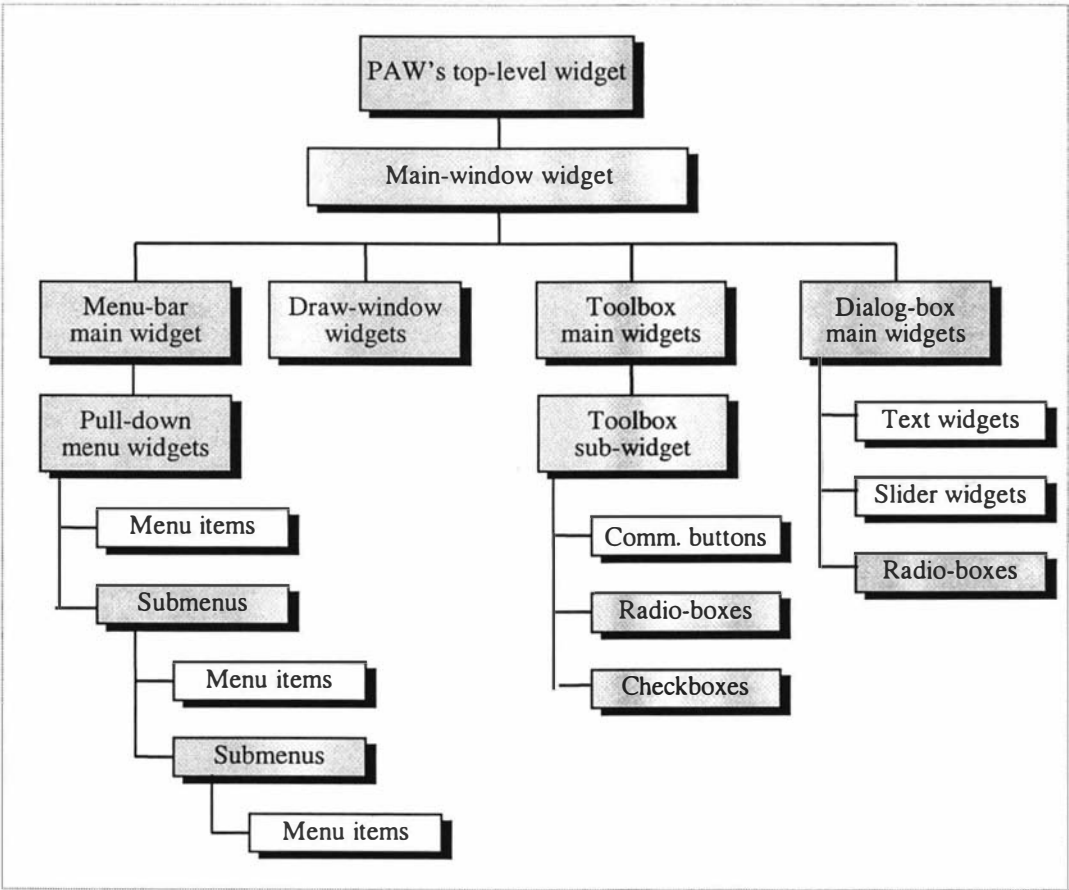 PAW's top-level widget
Main-window widget
Menu-bar
main widget
Draw-window
widgets
Toolbox
main widgets
Dialog-box
main widgets
Pull-down
menu widgets
Menu items
Submenus
Menu items
Submenus
Menu items
Toolbox
sub-widget
Comm. buttons
Radio-boxes
Checkboxes
Text widgets
Slider widgets
Radio-boxes